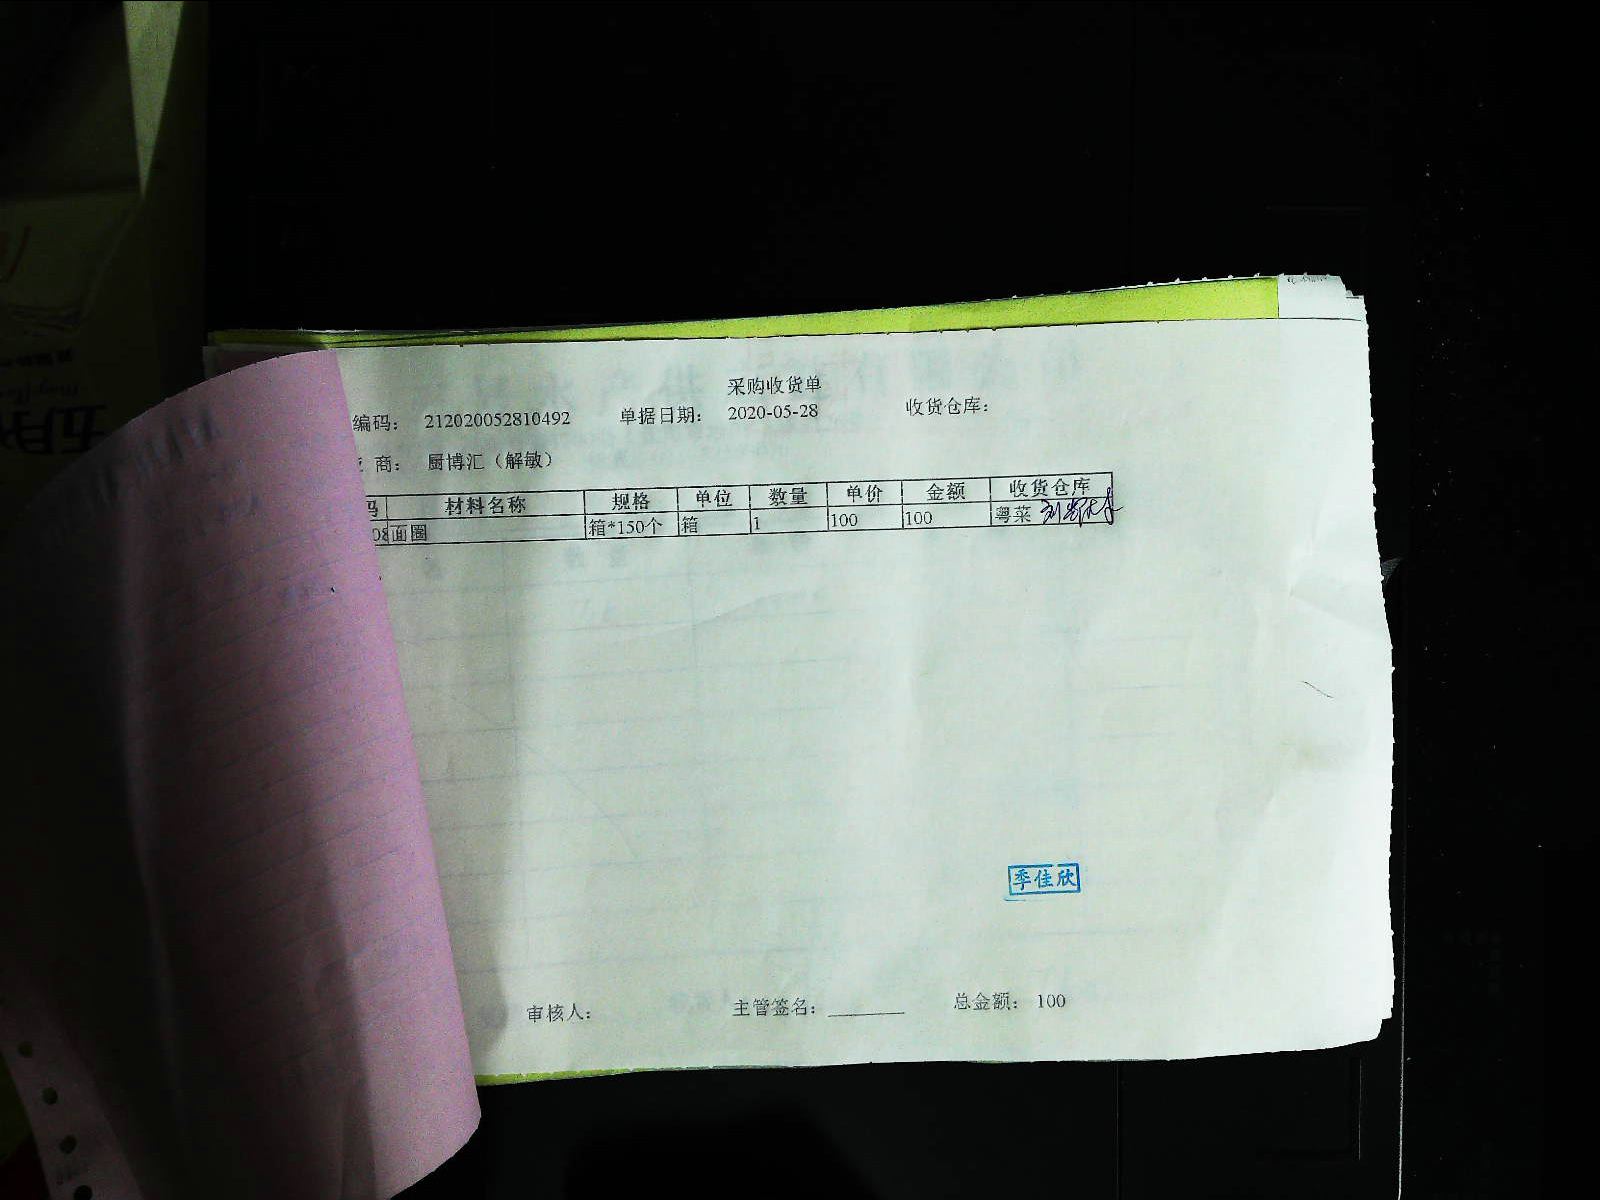 采购收货单
编码： 212020052810492 单据日期： 2020-05-28 收货仓库：
商： 厨博汇（解敏）
码 材料名称 规格 单位 数量 单价 金额 收货仓库
08 面圈 箱*150个 箱 1 100 100 粤菜
季佳欣
审核人： 主管签名： 总金额： 100